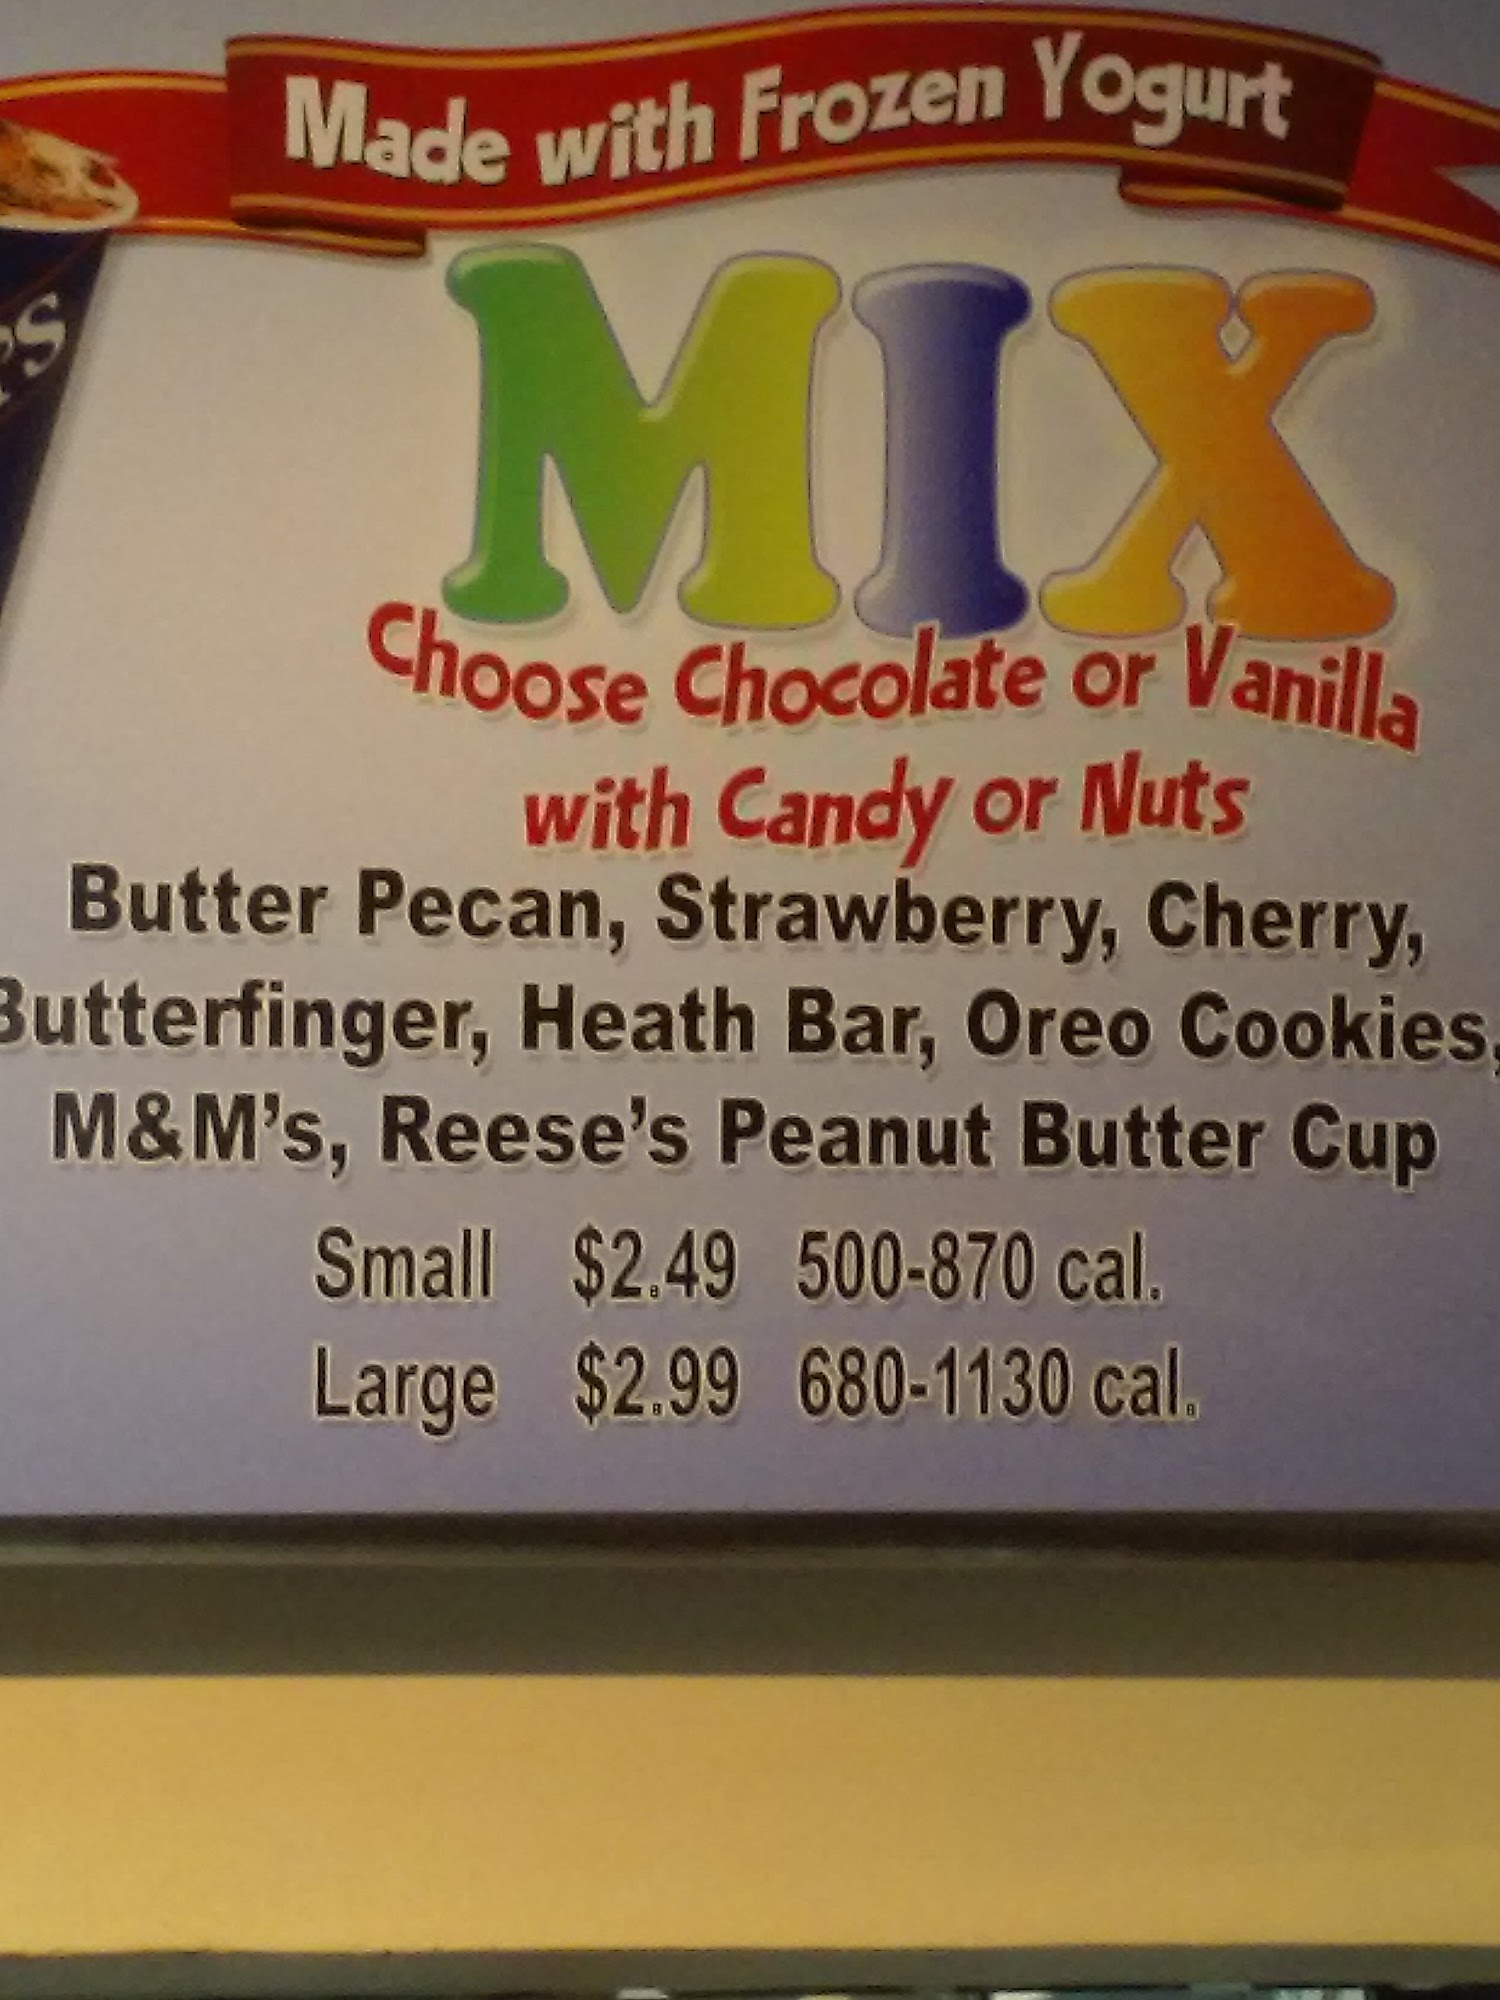 Made with Frozen Yogurt
MIX
Choose Chocolate or Vanilla
with Candy or Nuts
Butter Pecan, Strawberry, Cherry,
Butterfinger, Heath Bar, Oreo Cookies,
M&M's, Reese's Peanut Butter Cup
Small $2.49 500-870 cal.
Large $2.99 680-1130 cal.